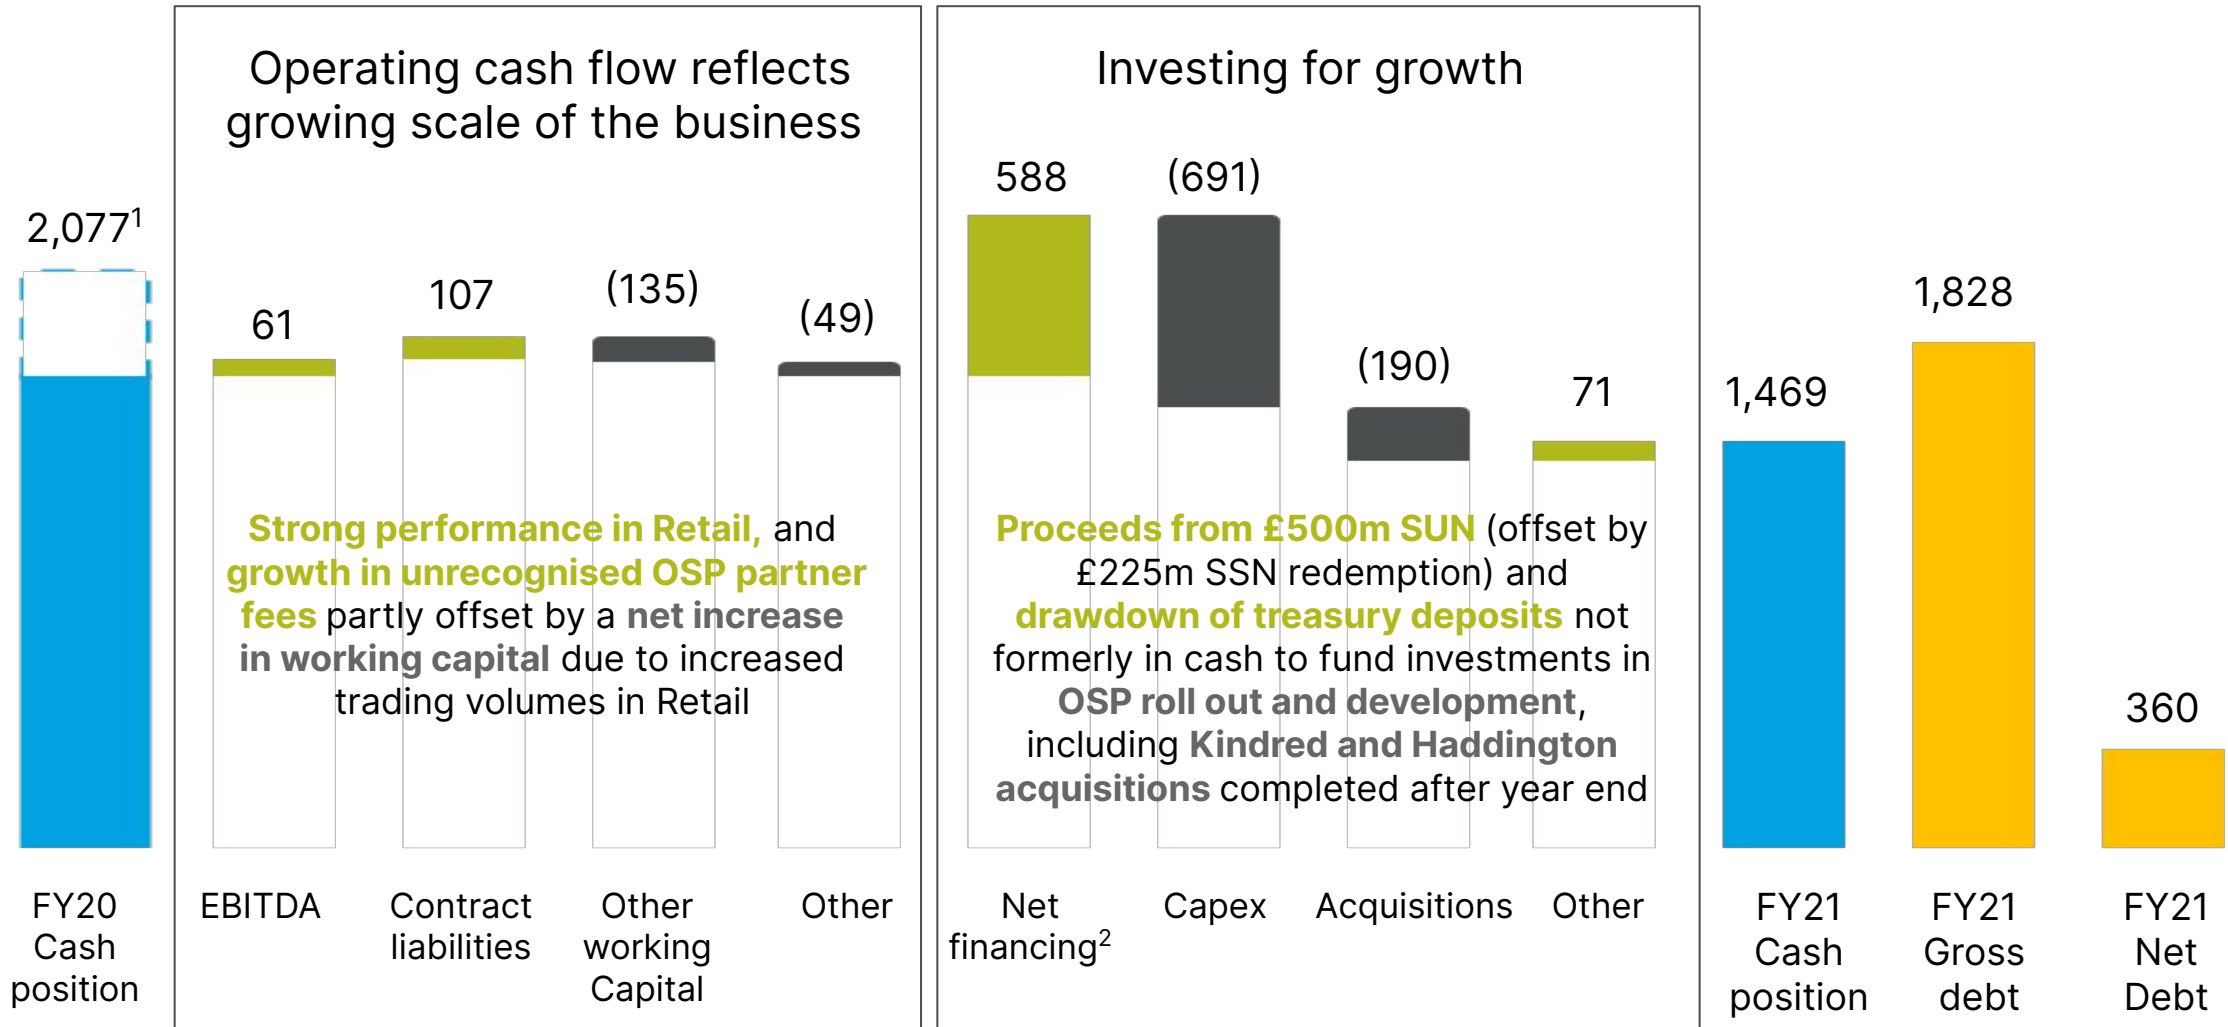 Operating cash flow reflects
growing scale of the business
Investing for growth
2,077¹
61
107
(135)
(49)
588
(691)
(190)
71
1,469
1,828
360
Strong performance in Retail, and
growth in unrecognised OSP partner
fees partly offset by a net increase
in working capital due to increased
trading volumes in Retail
Proceeds from £500m SUN (offset by
£225m SSN redemption) and
drawdown of treasury deposits not
formerly in cash to fund investments in
OSP roll out and development,
including Kindred and Haddington
acquisitions completed after year end
FY20
Cash
position
EBITDA
Contract
liabilities
Other
working
Capital
Other
Net
financing²
Capex
Acquisitions
Other
FY21
Cash
position
FY21
Gross
debt
FY21
Net
Debt